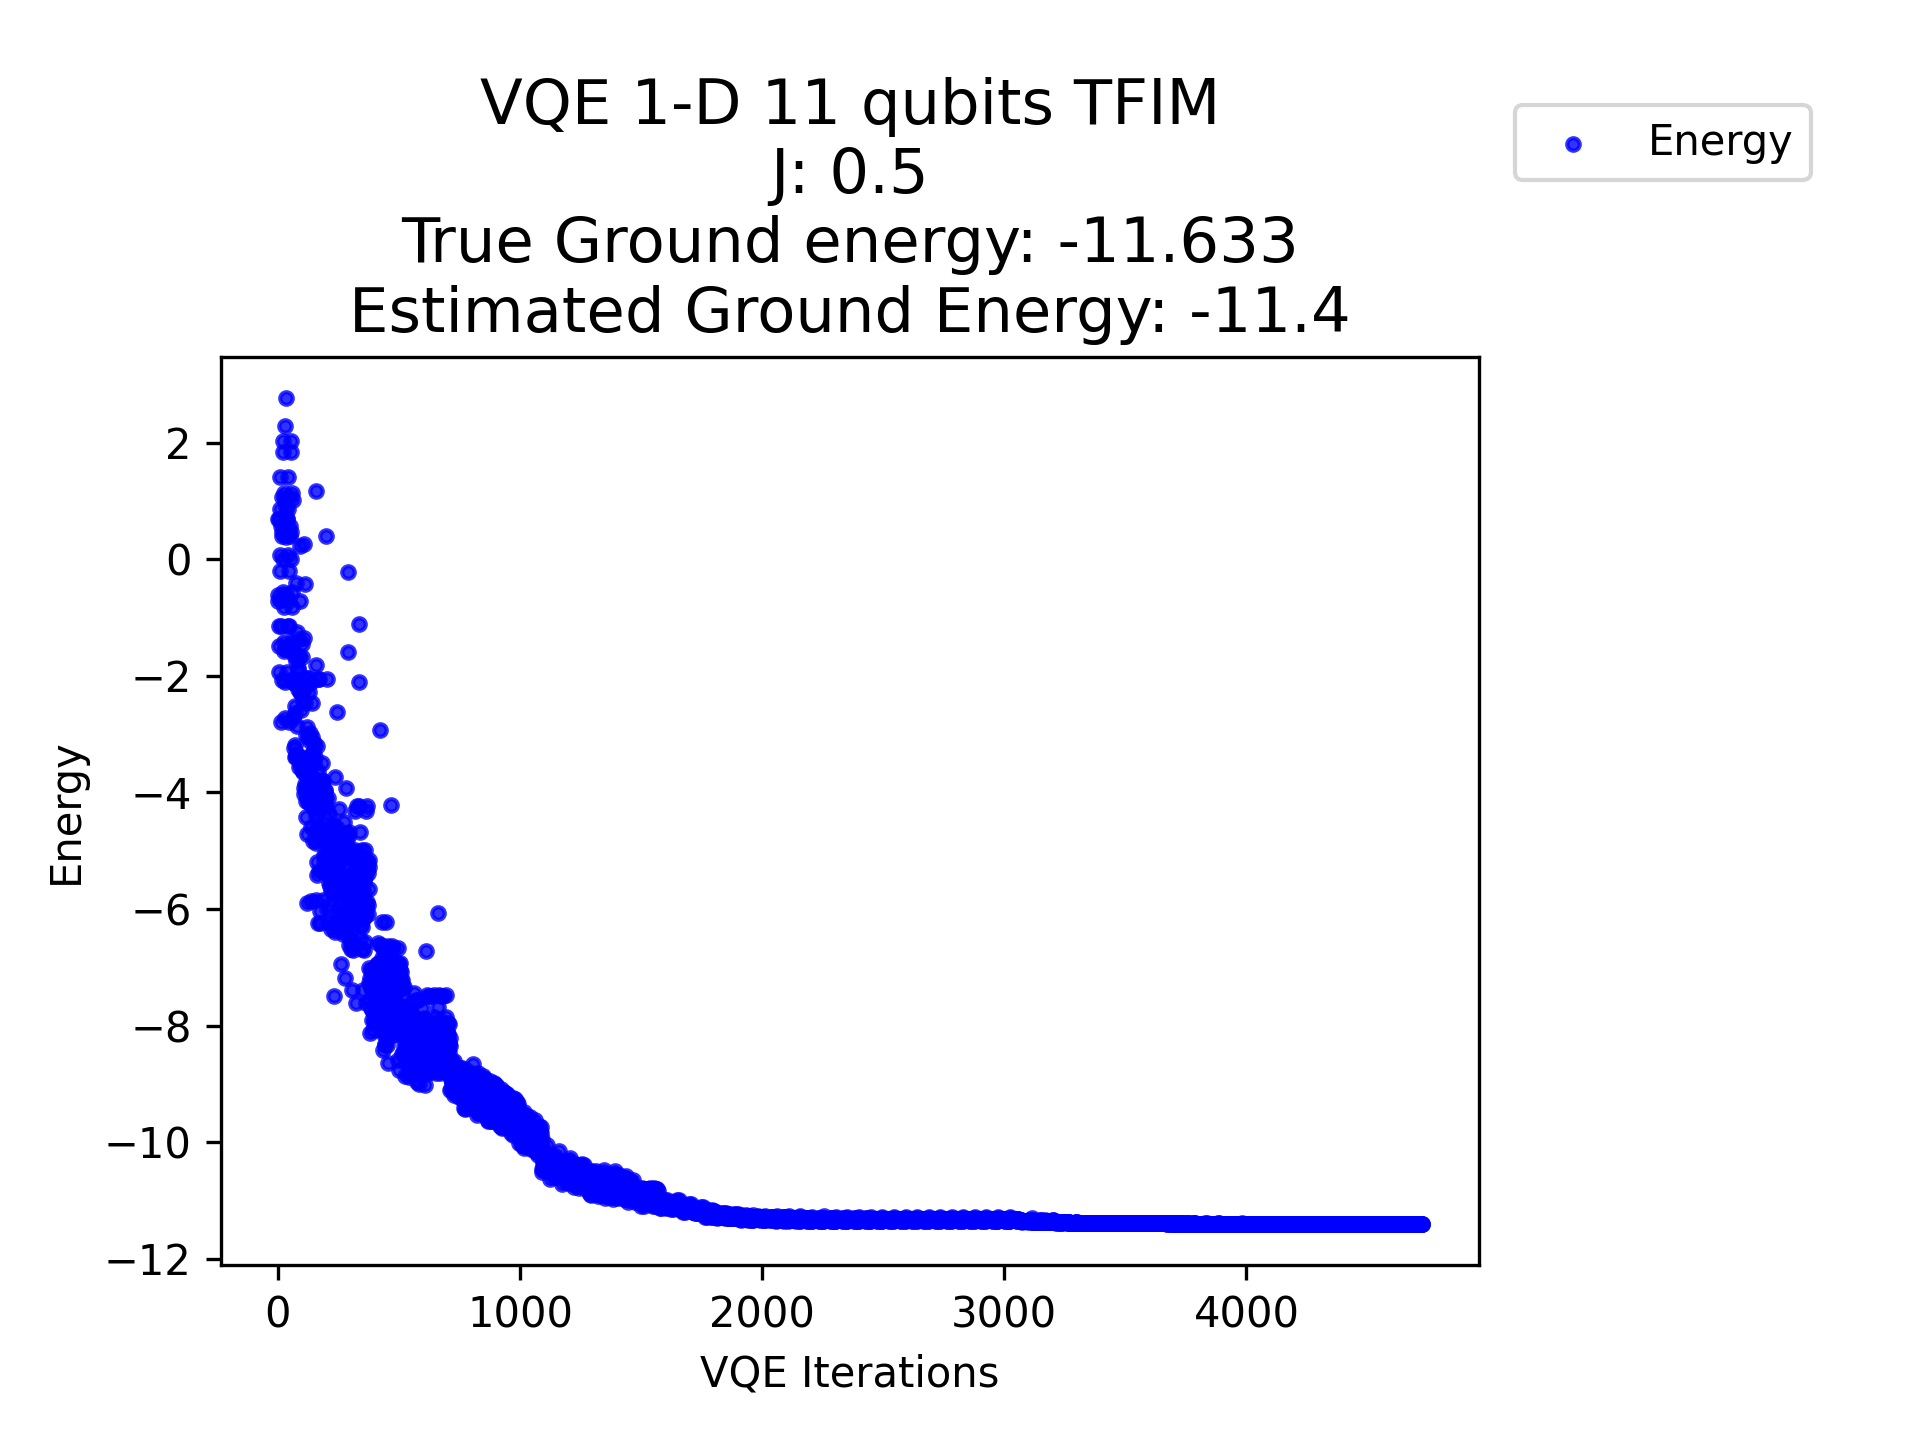 VQE 1-D 11 qubits TFIM
J: 0.5
True Ground energy: -11.633
Estimated Ground Energy: -11.4
Energy
2
0
−2
−4
−6
−8
−10
−12
Energy
0 1000 2000 3000 4000
VQE Iterations